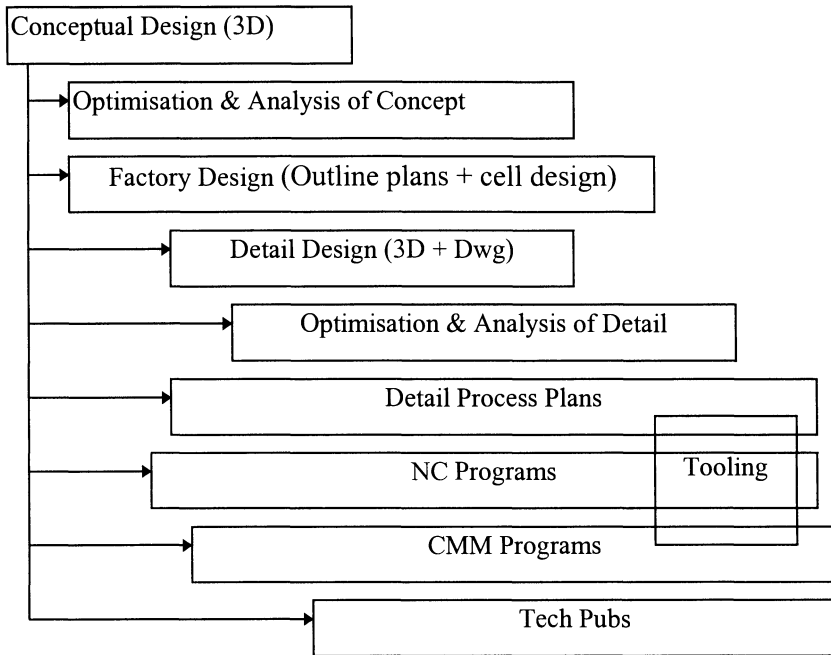 Conceptual Design (3D)
Optimisation & Analysis of Concept
Factory Design (Outline plans + cell design)
Detail Design (3D + Dwg)
Optimisation & Analysis of Detail
Detail Process Plans
NC Programs
Tooling
CMM Programs
Tech Pubs